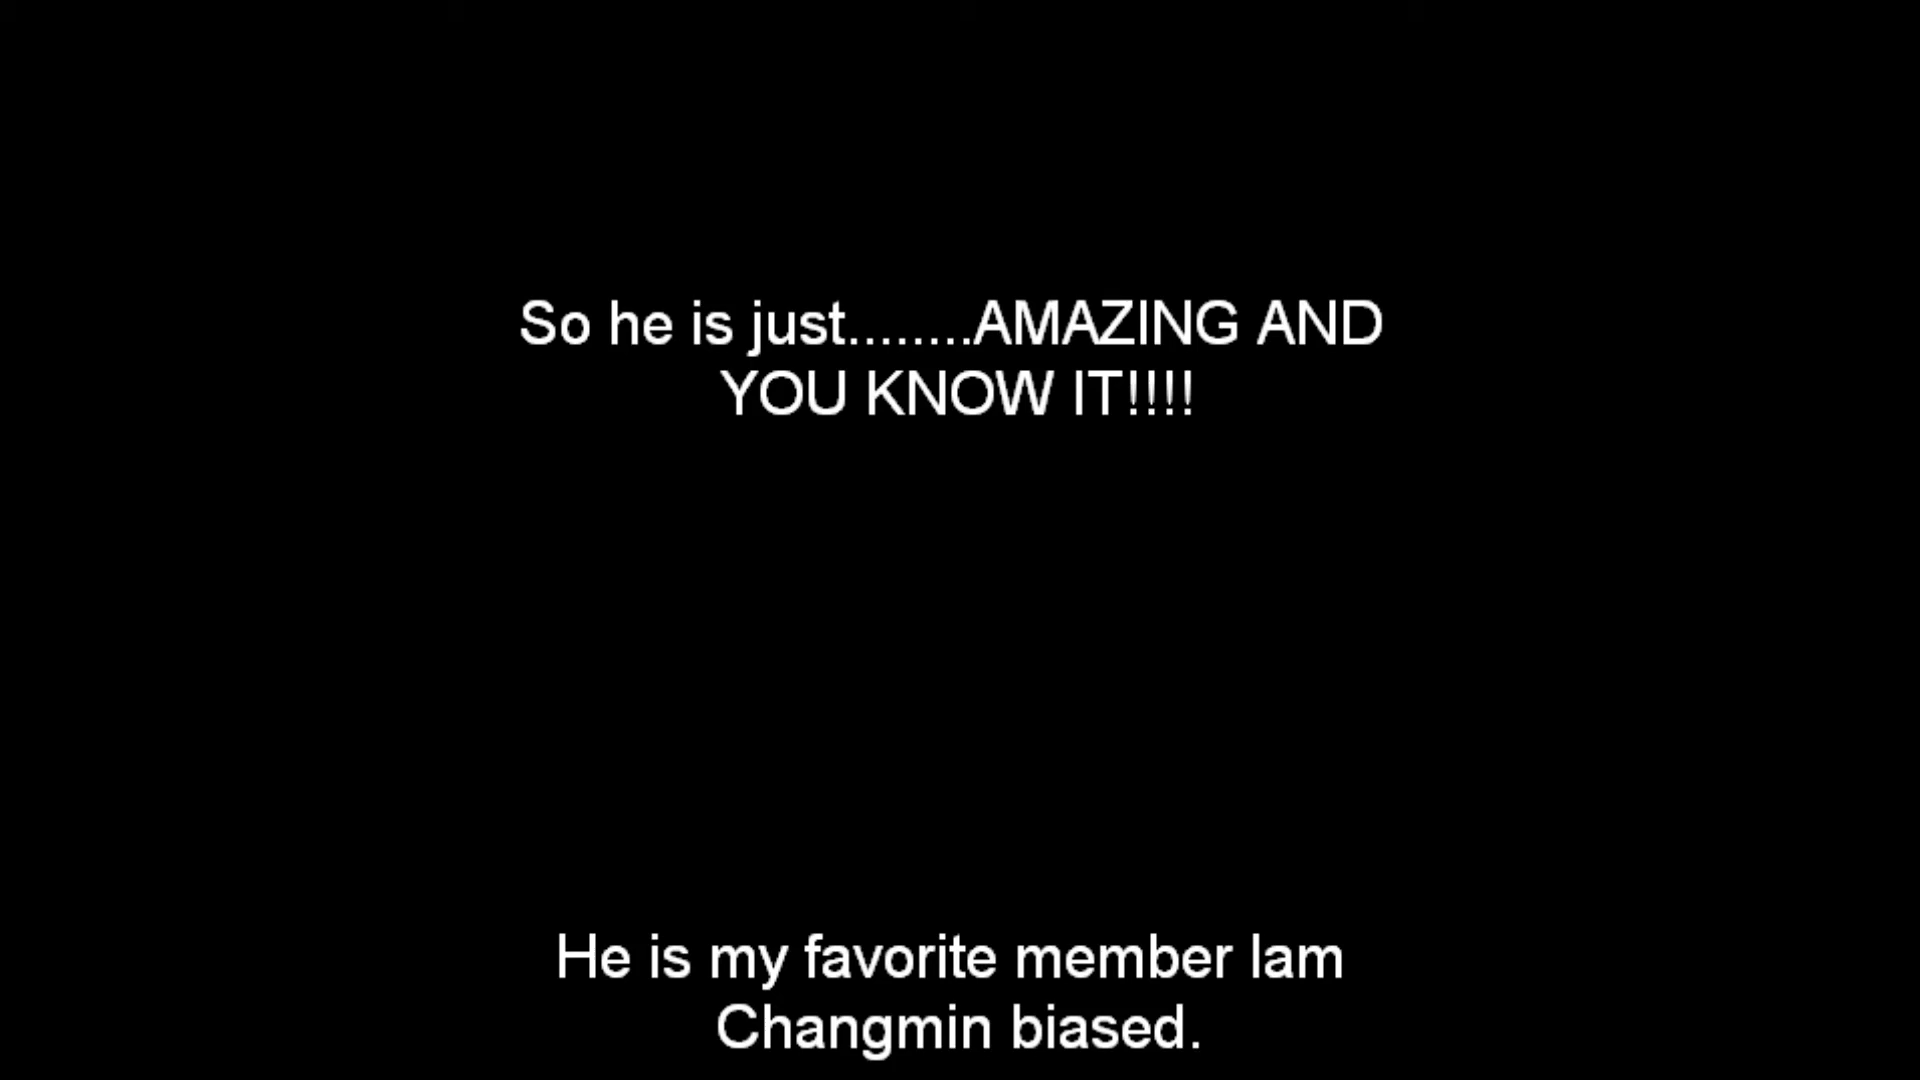 So he is just........AMAZING AND
YOU KNOW IT!!!!
He is my favorite member Iam
Changmin biased.